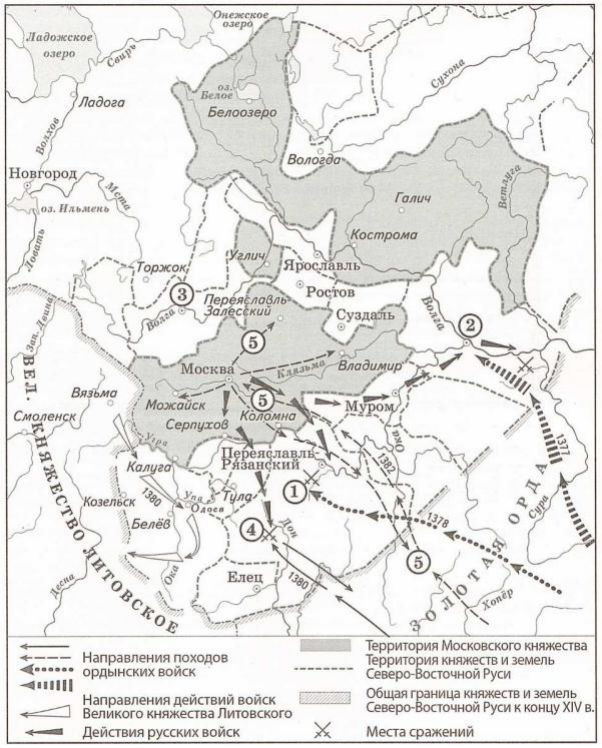 Онежское
озеро
Ладожское
озеро
Свирь
Сухона
Ладога
оз.
Белое
Белоозеро
Волхов
Вологда
Новгород
Мста
Ветлуга
Галич
оз. Ильмень
Кострома
Ловать
Углич
Ярославль
Торжок
Ростов
3
Переяславль
Залесский
Волга
Суздаль
Волга
Зап. Двина
5
2
Клязьма
Владимир
Москва
ВЕЛ. КНЯЖЕСТВО ЛИТОВСКОЕ
Вязьма
Можайск
5
Муром
Серпухов
Коломна
Смоленск
Угра
Ока
1377
Калуга
Переяславль-
Рязанский
1382
1380
Упа
Тула
1
Козельск
Одоев
Сура
Белёв
4
Дон
1378
ЗОЛОТАЯ ОРДА
5
Десна
Ока
Елец
1380
Хопёр
Направления походов
ордынских войск
Направления действий войск
Великого княжества Литовского
Действия русских войск
Территория Московского княжества
Территория княжеств и земель
Северо-Восточной Руси
Общая граница княжеств и земель
Северо-Восточной Руси к концу XIV в.
Места сражений